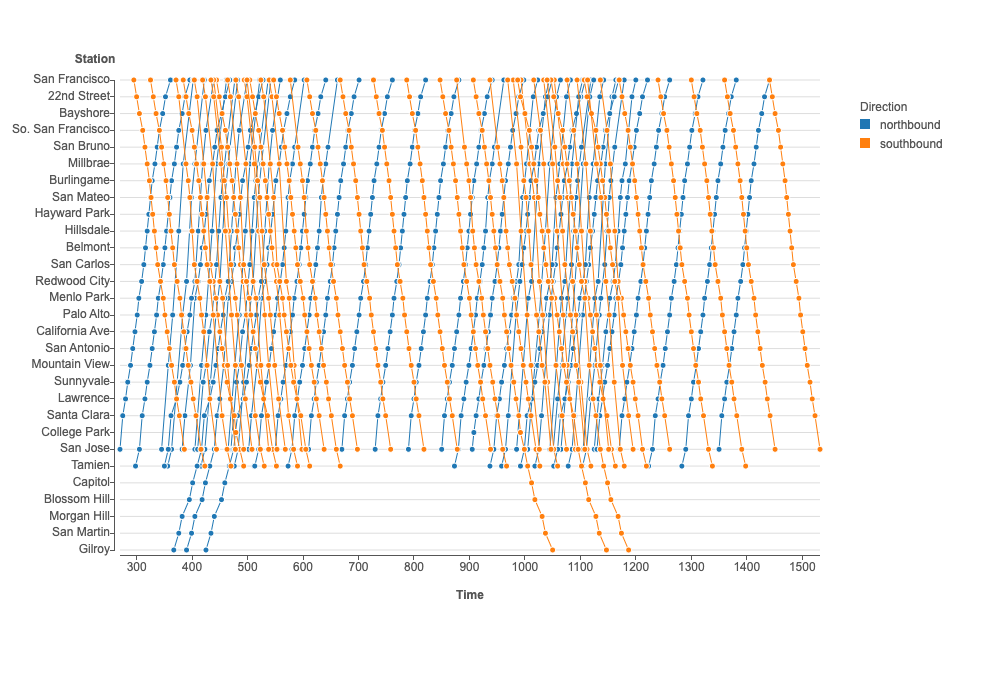 Station
San Francisco
22nd Street
Bayshore
So. San Francisco
San Bruno
Millbrae
Burlingame
San Mateo
Hayward Park
Hillsdale
Belmont
San Carlos
Redwood City
Menlo Park
Palo Alto
California Ave
San Antonio
Mountain View
Sunnyvale
Lawrence
Santa Clara
College Park
San Jose
Tamien
Capitol
Blossom Hill
Morgan Hill
San Martin
Gilroy
300 400 500 600 700 800 900 1000 1100 1200 1300 1400 1500
Time
Direction
northbound
southbound